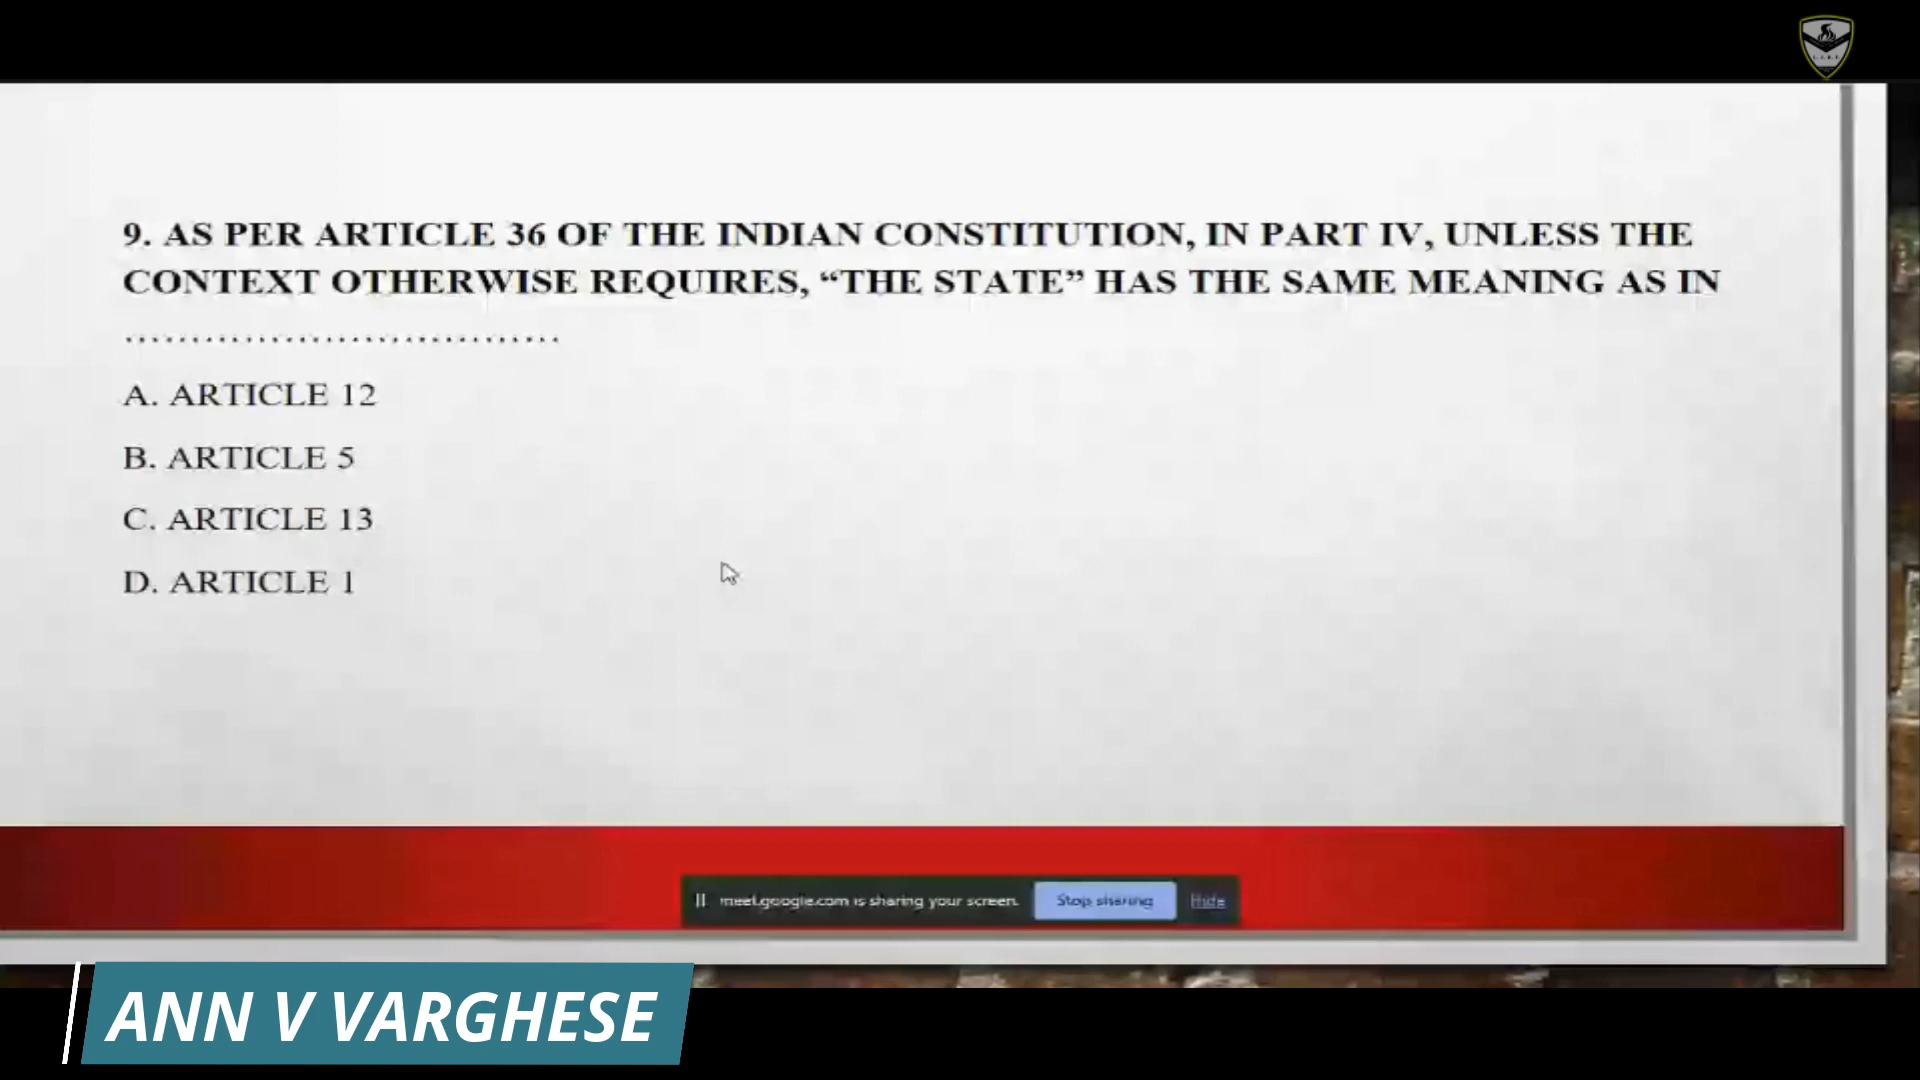 9. AS PER ARTICLE 36 OF THE INDIAN CONSTITUTION, IN PART IV, UNLESS THE
CONTEXT OTHERWISE REQUIRES, “THE STATE” HAS THE SAME MEANING AS IN
.................................
A. ARTICLE 12
B. ARTICLE 5
C. ARTICLE 13
D. ARTICLE 1
meet.google.com is sharing your screen. Stop sharing Hide
ANN V VARGHESE